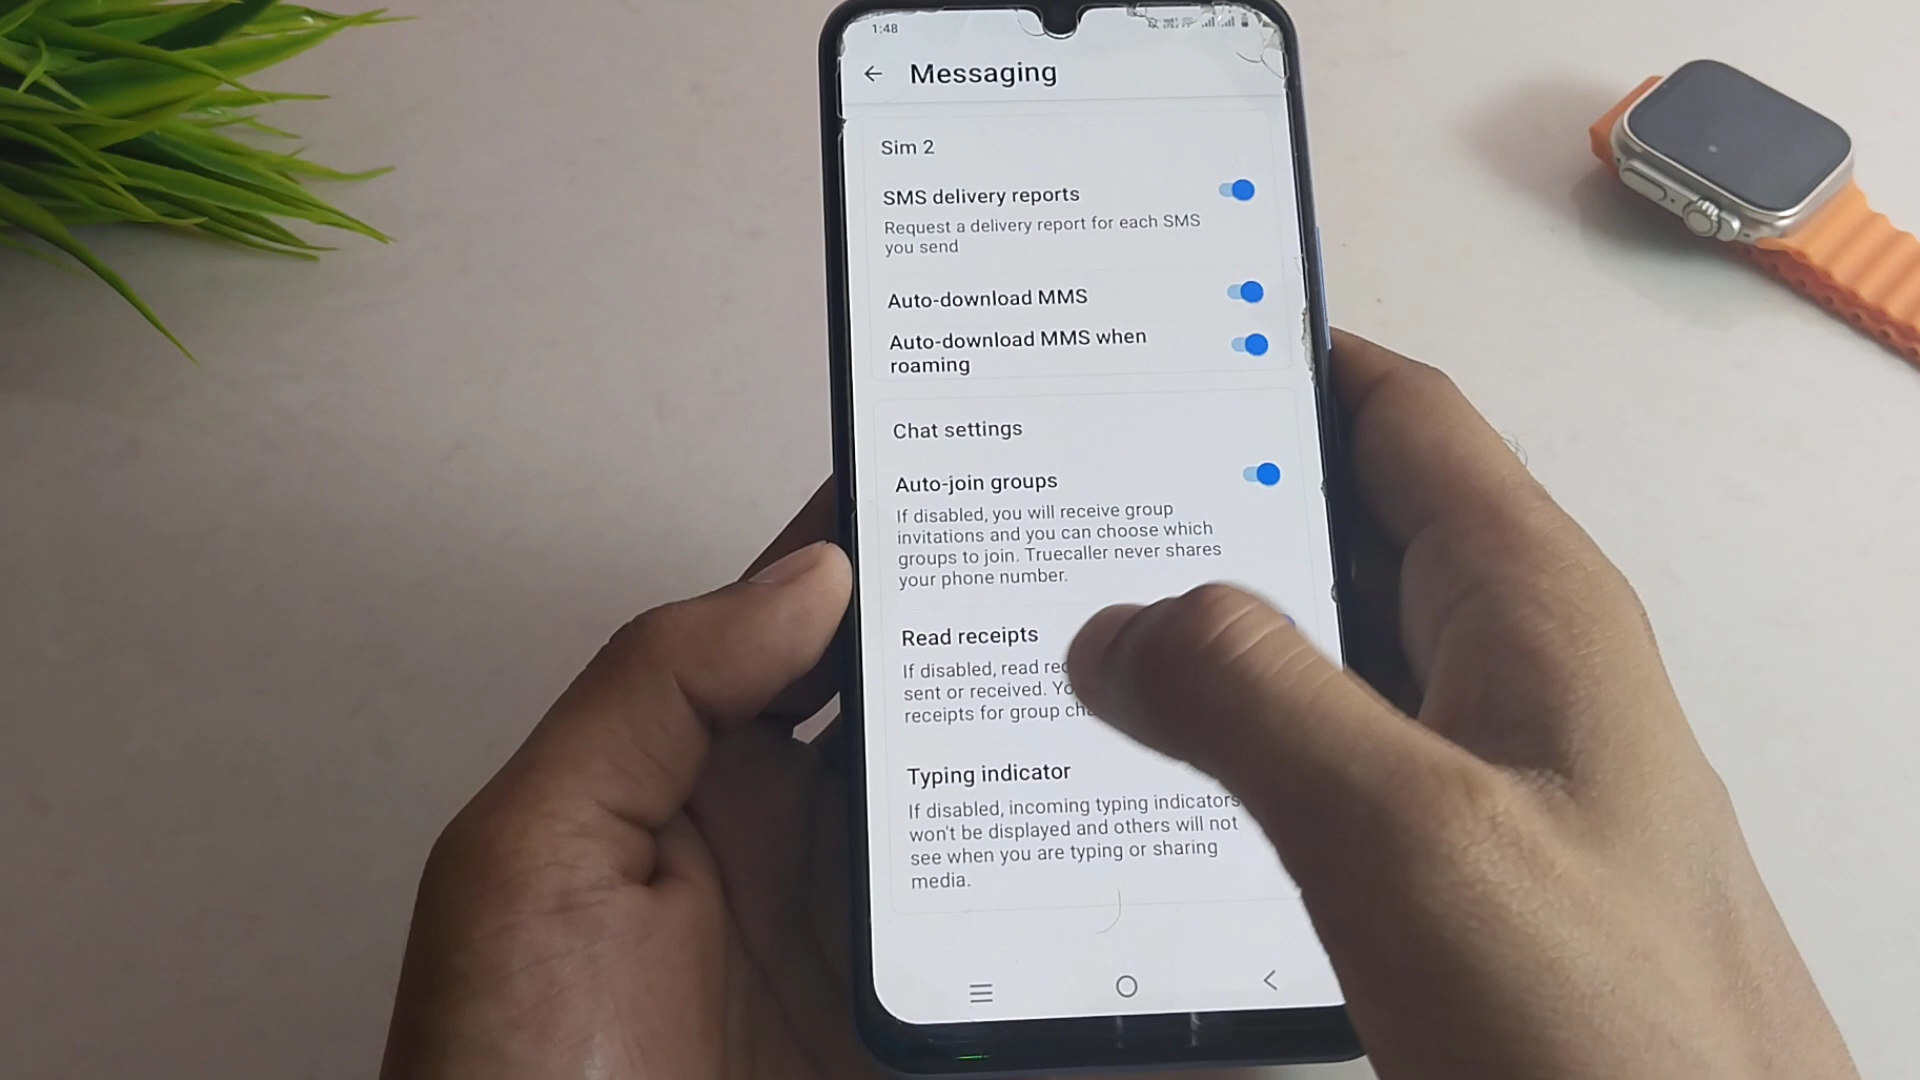 1:48
Messaging
Sim 2
SMS delivery reports
Request a delivery report for each SMS
you send
Auto-download MMS
Auto-download MMS when
roaming
Chat settings
Auto-join groups
If disabled, you will receive group
invitations and you can choose which
groups to join. Truecaller never shares
your phone number.
Read receipts
If disabled, read
sent or received.
receipts for group
Typing indicator
If disabled, incoming typing indicators
won't be displayed and others will not
see when you are typing or sharing
media.